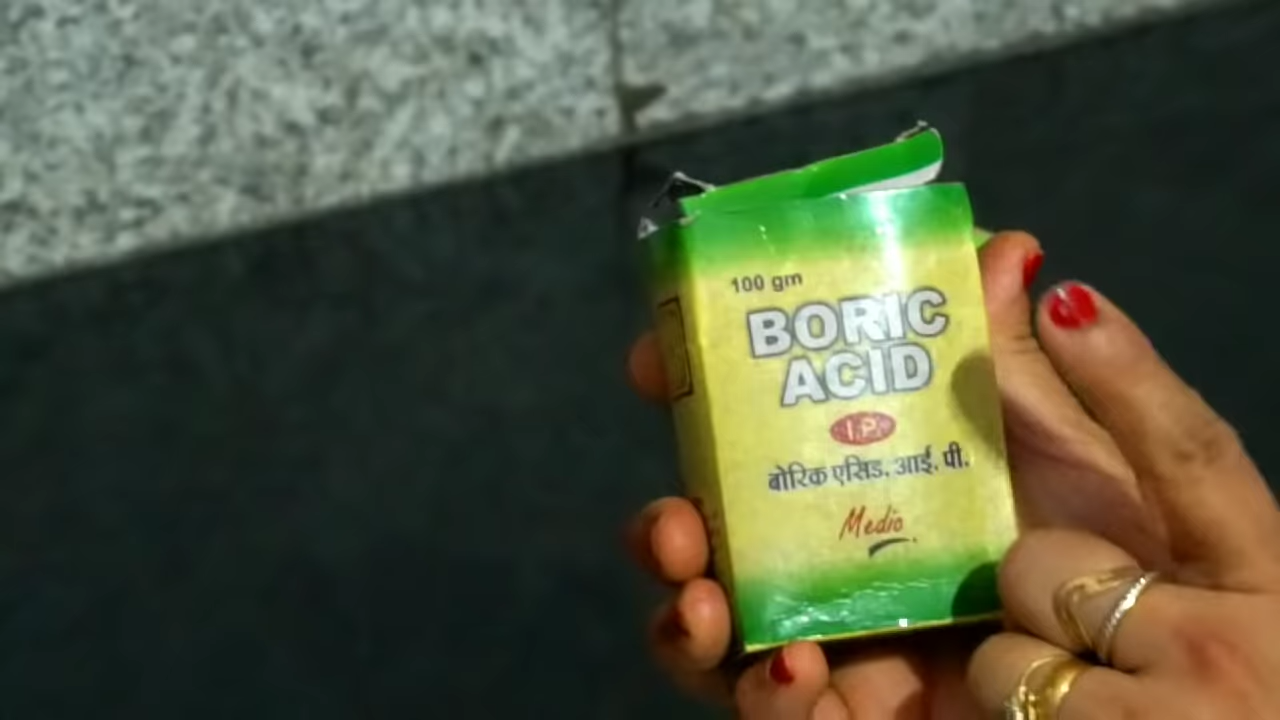 100 gm
BORIC
ACID
I.P.
बोरिक एसिड. आई. पी.
Medio